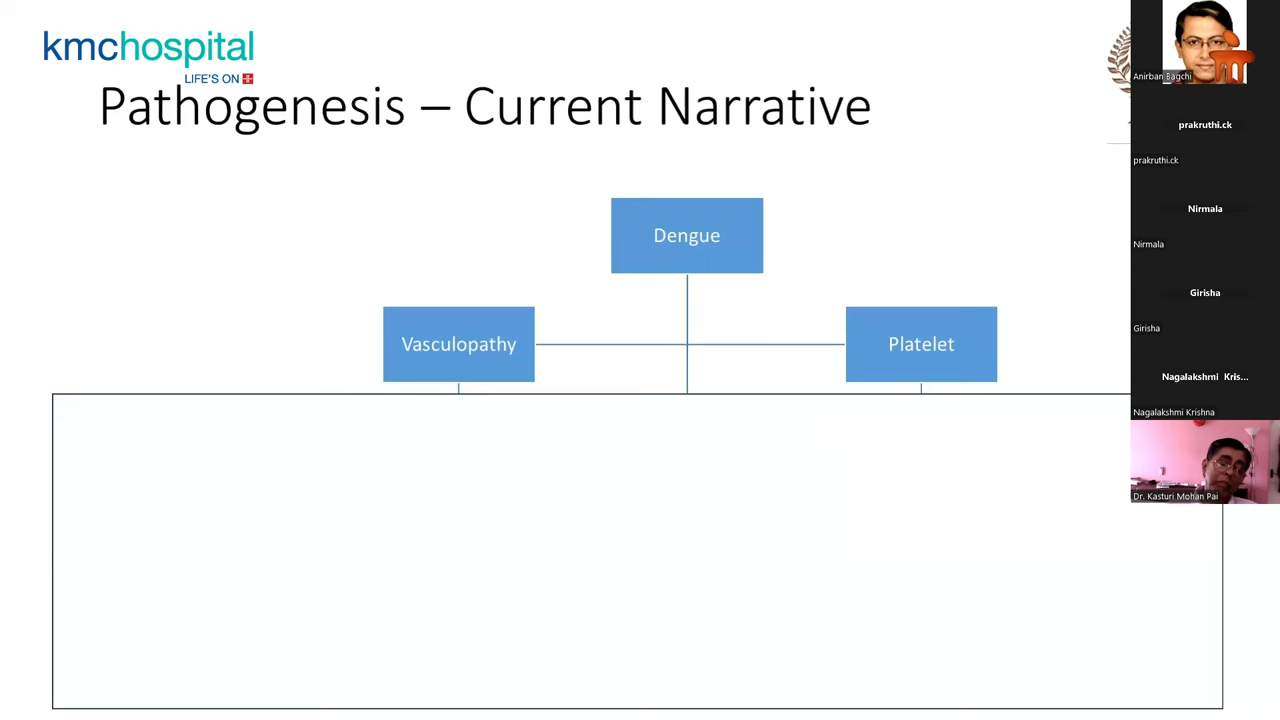 kmchospital
LIFE'S ON
Pathogenesis – Current Narrative
Dengue
Vasculopathy
Platelet
Anirban Bagchi
prakruthi.ck
prakruthi.ck
Nirmala
Nirmala
Girisha
Girisha
Nagalakshmi Kris...
Nagalakshmi Krishna
Dr. Kasturi Mohan Pai